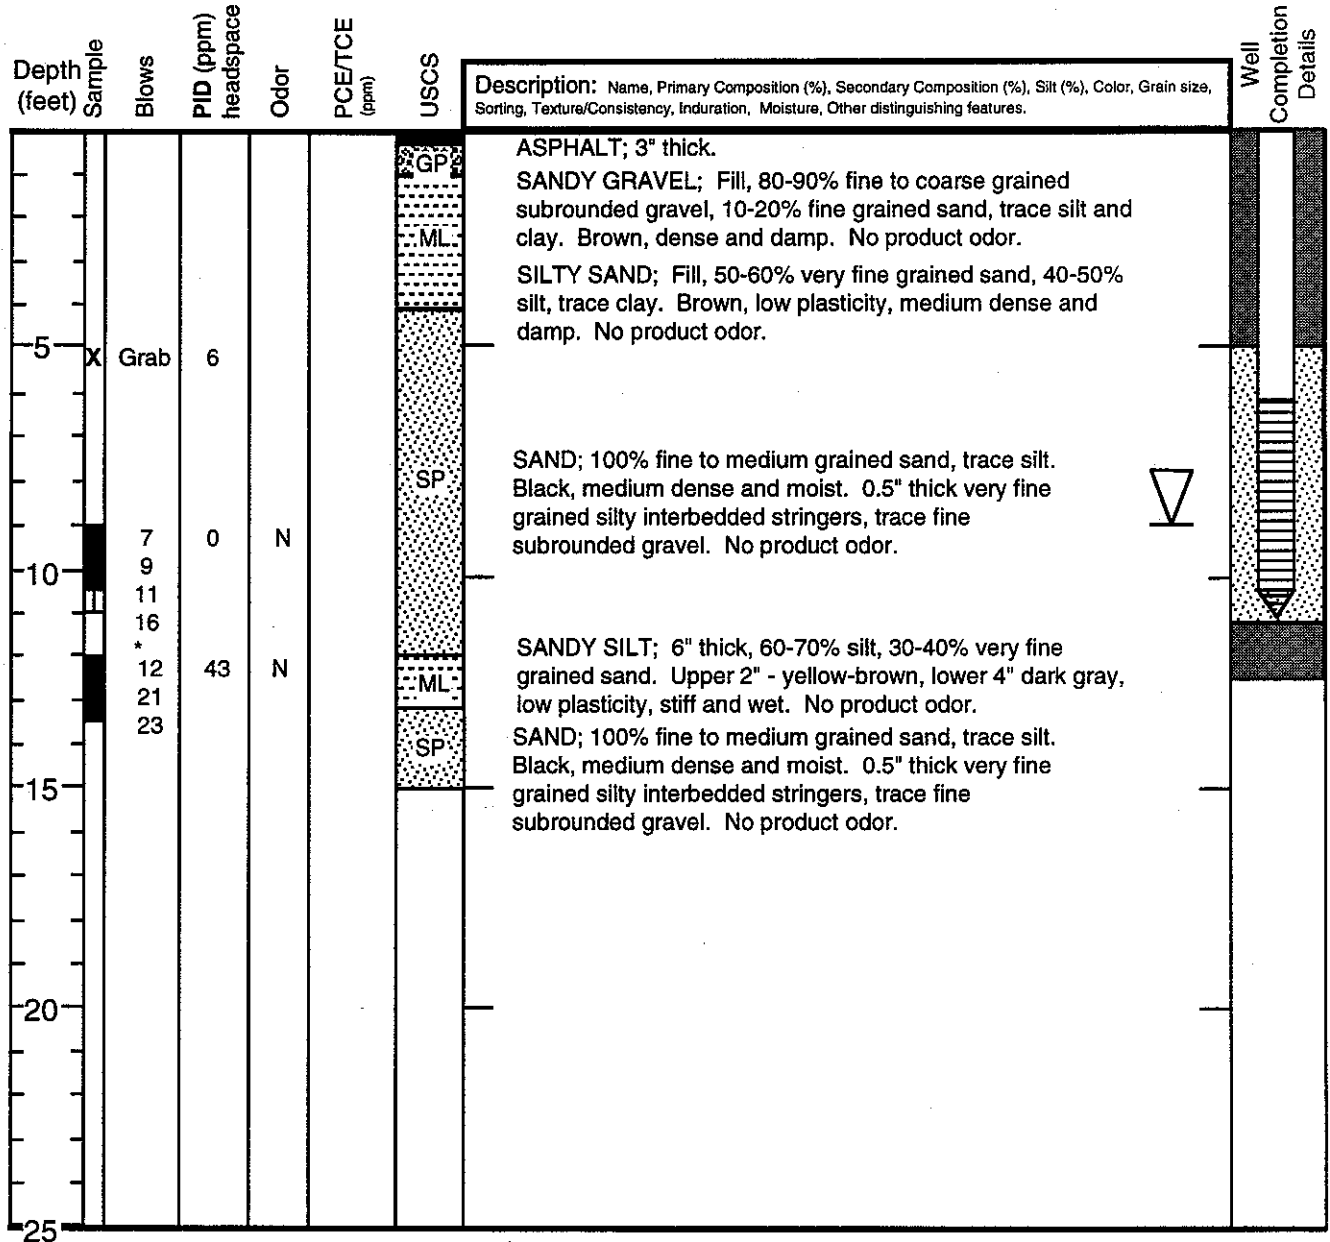 Depth
(feet)
Sample
Blows
PID (ppm)
headspace
Odor
PCE/TCE
(ppm)
USCS
Description: Name, Primary Composition (%), Secondary Composition (%), Silt (%), Color, Grain size,
Sorting, Texture/Consistency, Induration, Moisture, Other distinguishing features.
Well
Completion
Details
ASPHALT; 3" thick.
GP
SANDY GRAVEL; Fill, 80-90% fine to coarse grained
subrounded gravel, 10-20% fine grained sand, trace silt and
clay. Brown, dense and damp. No product odor.
ML
SILTY SAND; Fill, 50-60% very fine grained sand, 40-50%
silt, trace clay. Brown, low plasticity, medium dense and
damp. No product odor.
5
X Grab 6
SP
SAND; 100% fine to medium grained sand, trace silt.
Black, medium dense and moist. 0.5" thick very fine
grained silty interbedded stringers, trace fine
subrounded gravel. No product odor.
7 0 N
9
10
11
16
*
12 43 N
21
23
ML
SANDY SILT; 6" thick, 60-70% silt, 30-40% very fine
grained sand. Upper 2" - yellow-brown, lower 4" dark gray,
low plasticity, stiff and wet. No product odor.
SP
SAND; 100% fine to medium grained sand, trace silt.
Black, medium dense and moist. 0.5" thick very fine
grained silty interbedded stringers, trace fine
subrounded gravel. No product odor.
15
20
25